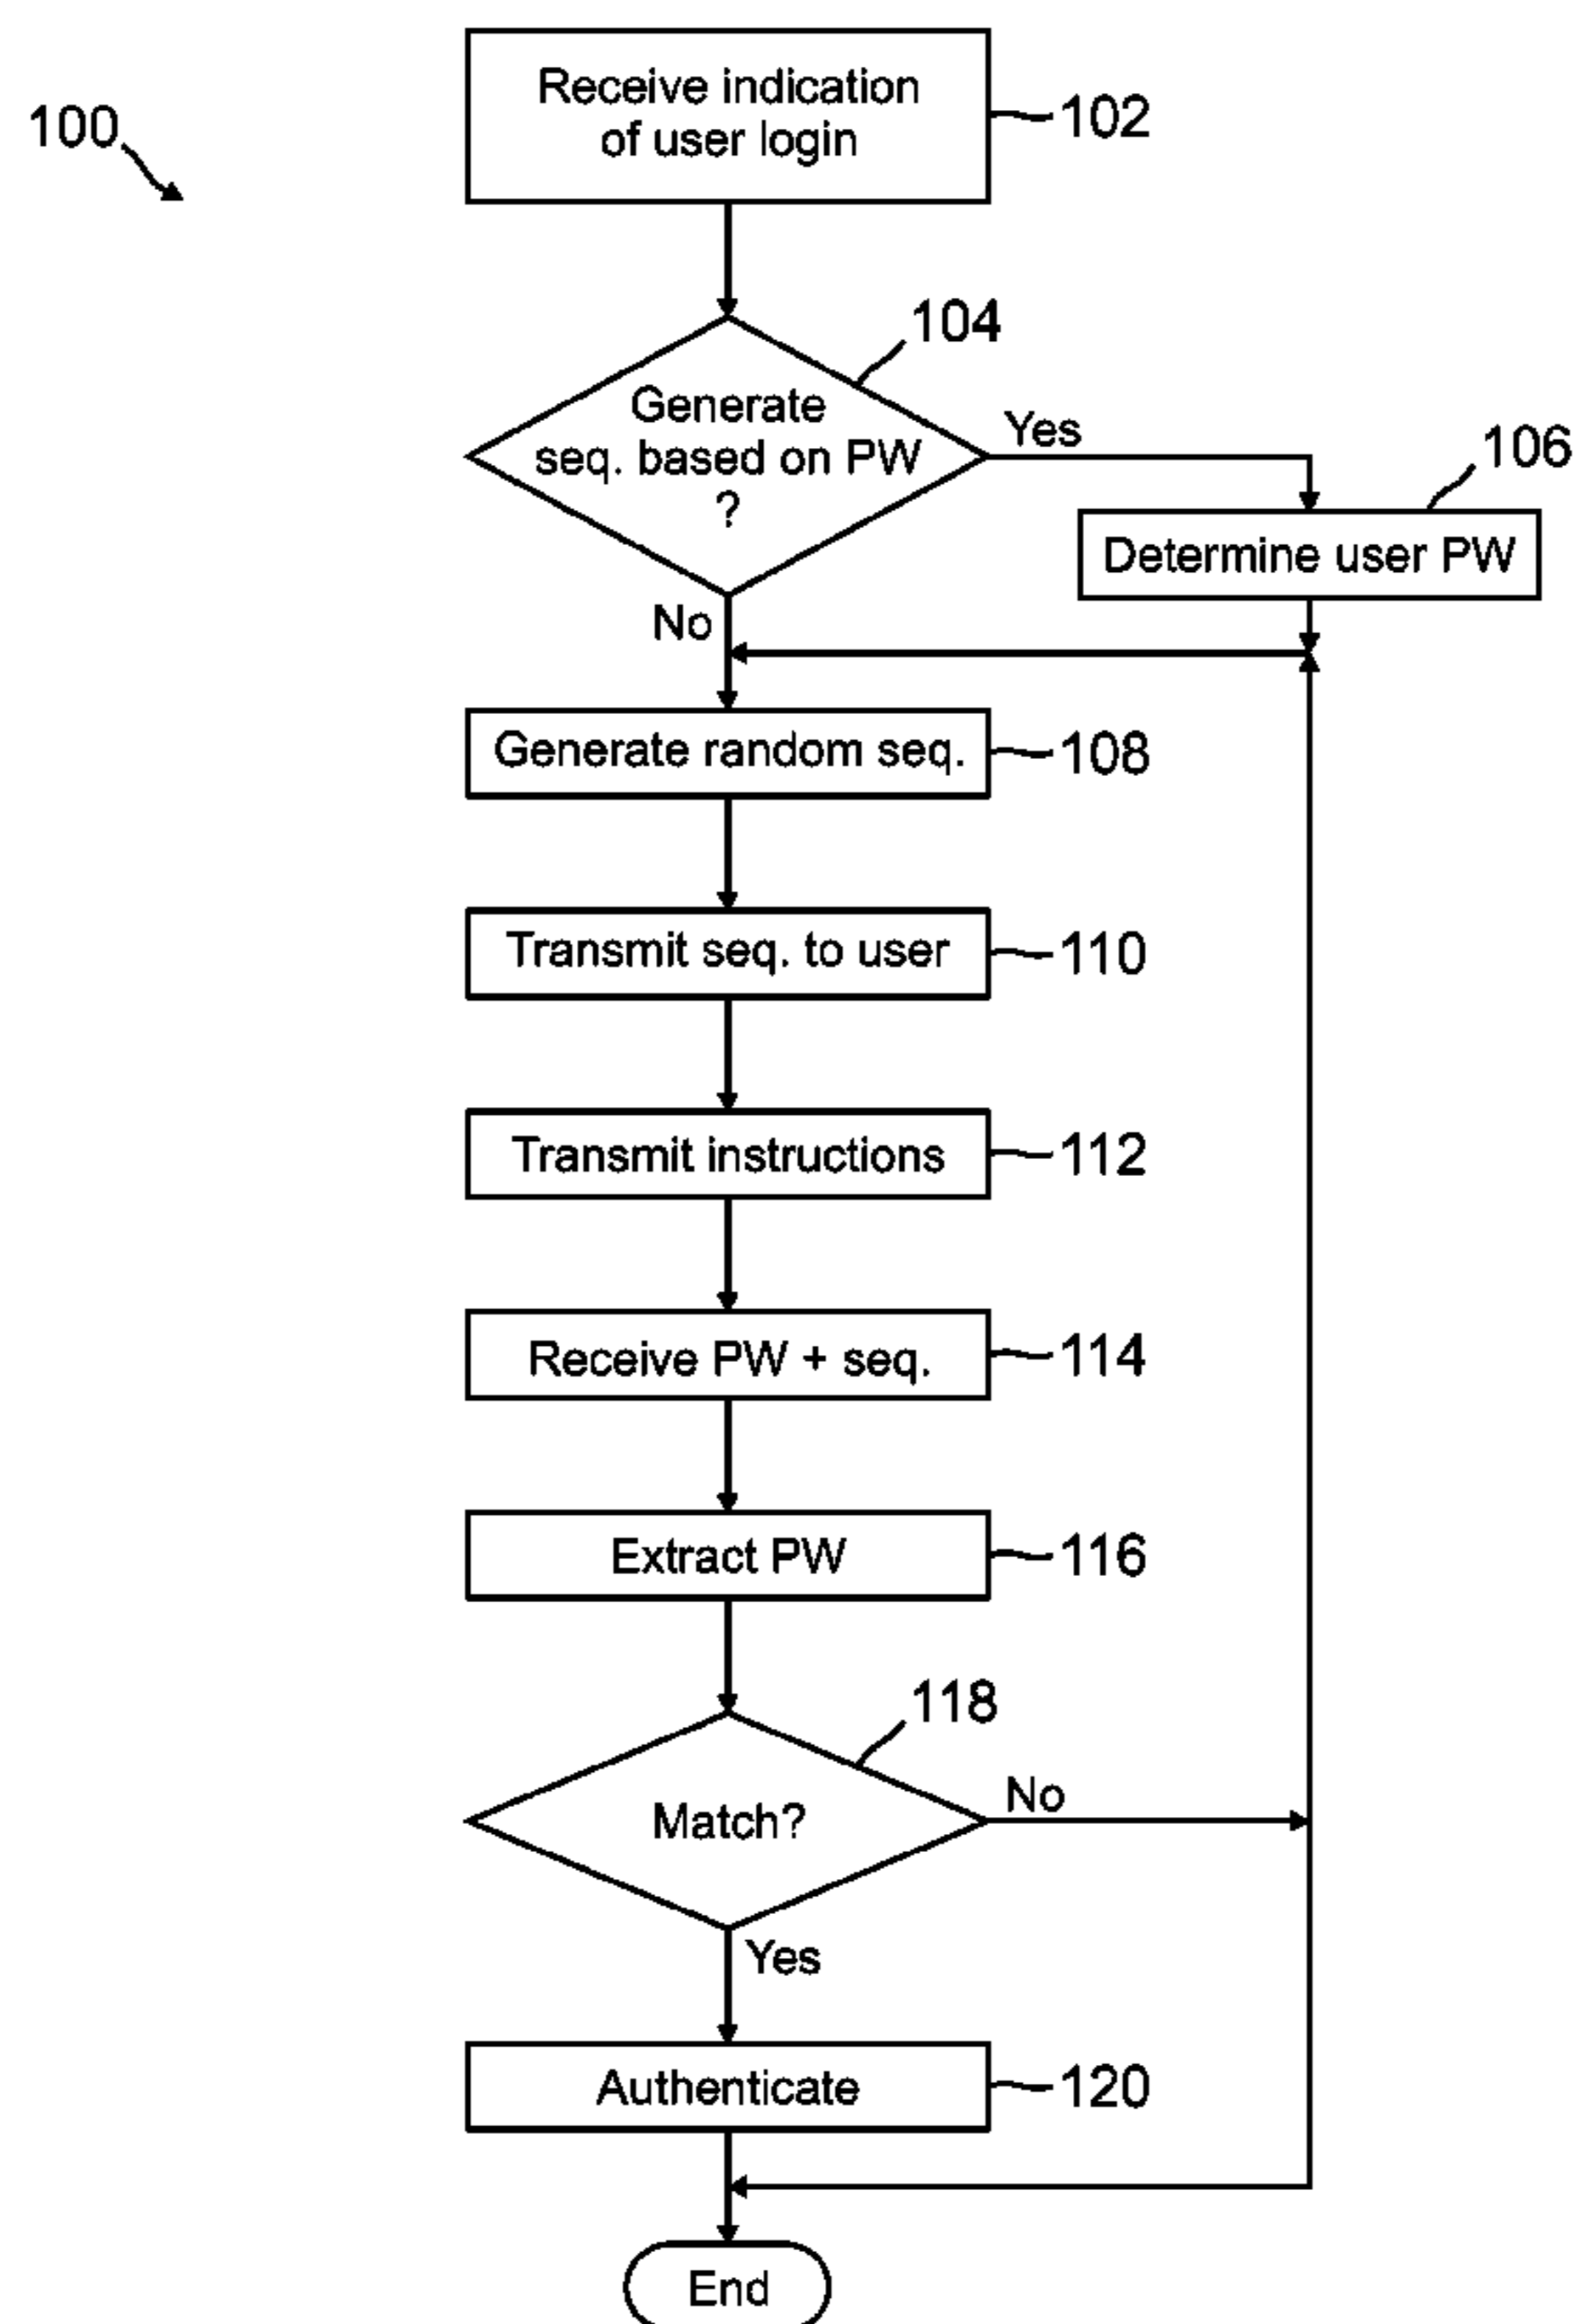 100
Receive indication
of user login
102
104
Generate
seq. based on PW
?
Yes
106
Determine user PW
No
Generate random seq.
108
Transmit seq. to user
110
Transmit instructions
112
Receive PW + seq.
114
Extract PW
116
118
Match?
No
Yes
Authenticate
120
End